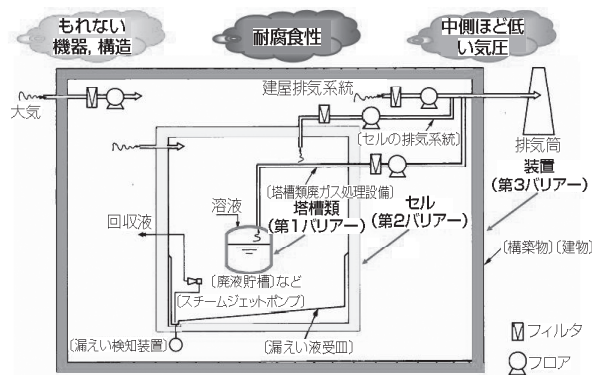 もれない
機器, 構造
耐腐食性
中側ほど低
い気圧
大気
建屋排気系統
〔セルの排気系統〕
排気筒
装置
(第3バリアー)
〔塔槽類廃ガス処理設備〕
溶液
塔槽類
(第1バリアー)
セル
(第2バリアー)
回収液
〔構築物〕〔建物〕
〔廃液貯槽〕など
〔スチームジェットポンプ〕
〔漏えい検知装置〕
〔漏えい液受皿〕
フィルタ
フロア